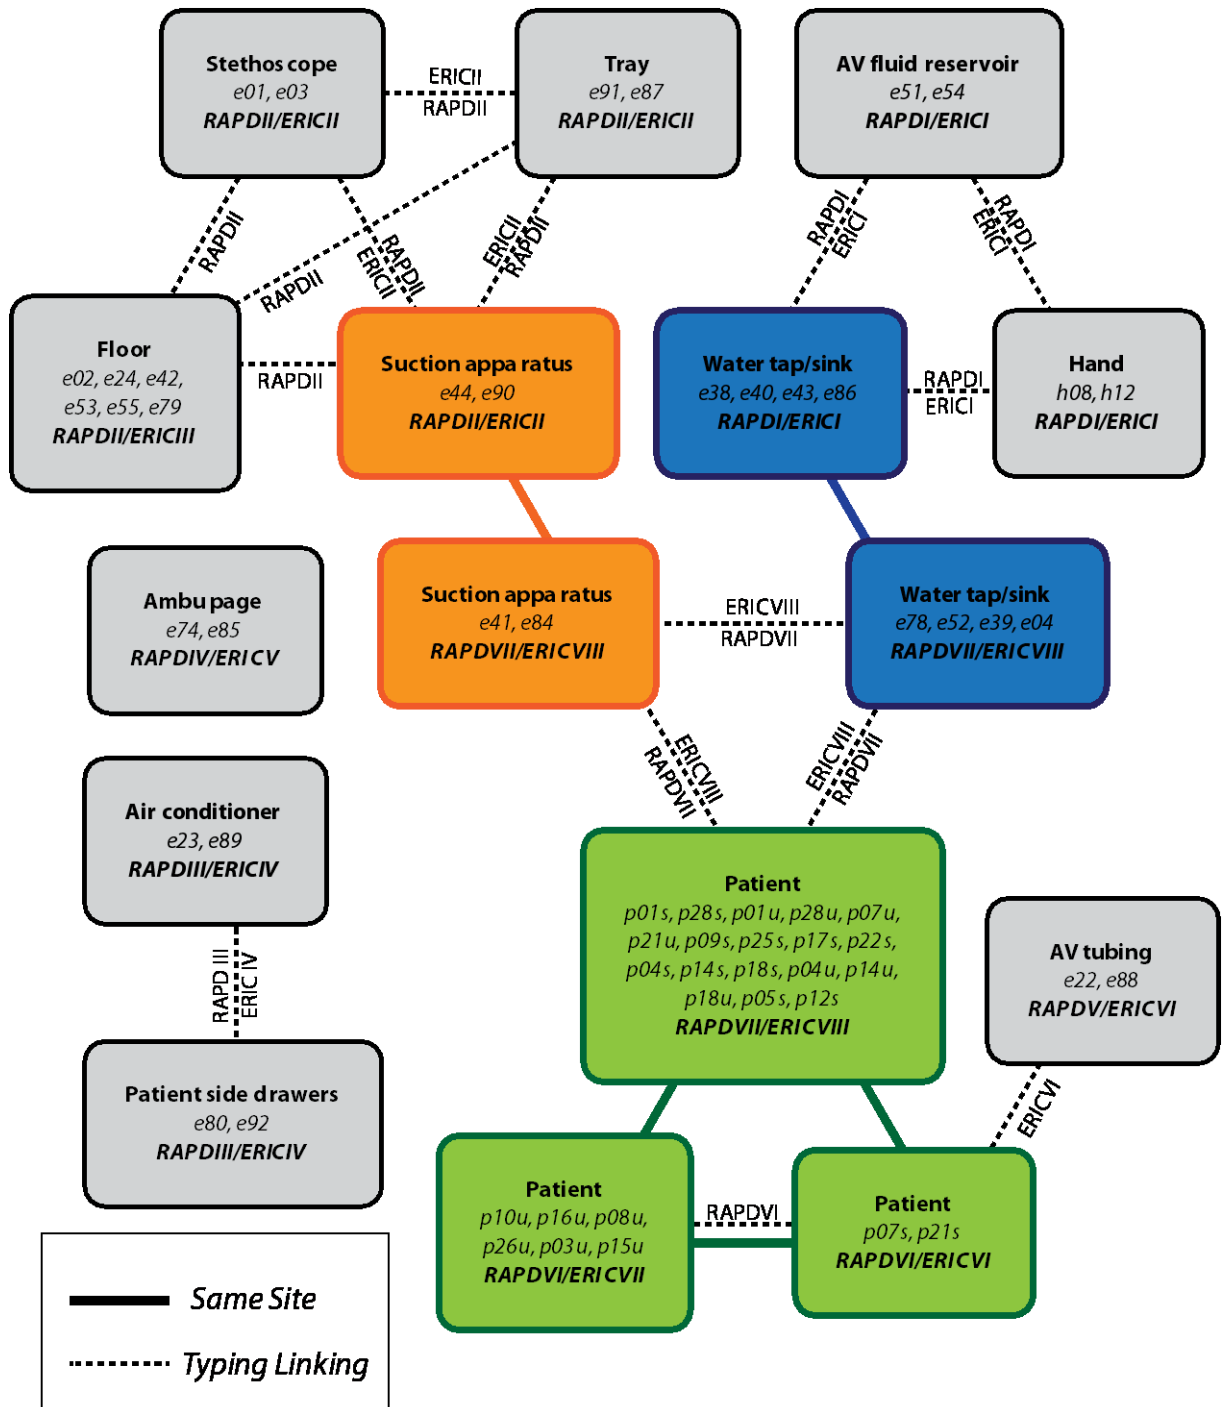 Stethos cope
e01, e03
RAPDII/ERICII
ERICII
RAPDII
Tray
e91, e87
RAPDII/ERICII
AV fluid reservoir
e51, e54
RAPDI/ERICI
RAPDII
RAPDII
ERICII
ERICII
RAPDII
RAPDII
RAPDI
ERICI
RAPDI
ERICI
Floor
e02, e24, e42,
e53, e55, e79
RAPDII/ERICIII
RAPDII
Suction appa ratus
e44, e90
RAPDII/ERICII
Water tap/sink
e38, e40, e43, e86
RAPDI/ERICI
RAPDI
ERICI
Hand
h08, h12
RAPDI/ERICI
Ambu page
e74, e85
RAPDIV/ERICV
Suction appa ratus
e41, e84
RAPDVII/ERICVIII
ERICVIII
RAPDVII
Water tap/sink
e78, e52, e39, e04
RAPDVII/ERICVIII
ERICVIII
RAPDVII
ERICVIII
RAPDVII
Air conditioner
e23, e89
RAPDIII/ERICIV
RAPD III
ERIC IV
Patient side drawers
e80, e92
RAPDIII/ERICIV
Patient
p01s, p28s, p01u, p28u, p07u,
p21u, p09s, p25s, p17s, p22s,
p04s, p14s, p18s, p04u, p14u,
p18u, p05s, p12s
RAPDVII/ERICVIII
AV tubing
e22, e88
RAPDV/ERICVI
ERICVI
Patient
p10u, p16u, p08u,
p26u, p03u, p15u
RAPDVI/ERICVII
RAPDVI
Patient
p07s, p21s
RAPDVI/ERICVI
Same Site
Typing Linking